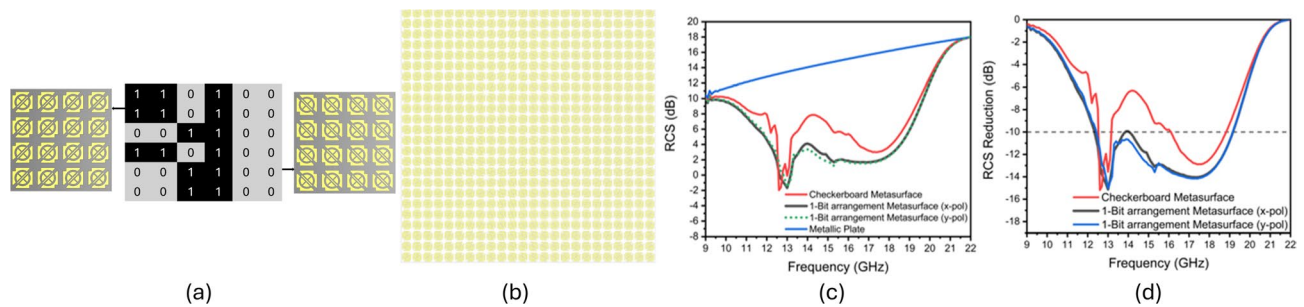 1 1 0 1 0 0
1 1 0 1 0 0
0 0 1 1 0 0
1 1 0 1 0 0
0 0 1 1 0 0
0 0 1 1 0 0
(a)
(b)
RCS (dB)
20
18
16
14
12
10
8
6
4
2
0
-2
-4
-6
-8
Checkerboard Metasurface
1-Bit arrangement Metasurface (x-pol)
1-Bit arrangement Metasurface (y-pol)
Metallic Plate
9 10 11 12 13 14 15 16 17 18 19 20 21 22
Frequency (GHz)
(c)
RCS Reduction (dB)
0
-2
-4
-6
-8
-10
-12
-14
-16
-18
Checkerboard Metasurface
1-Bit arrangement Metasurface (x-pol)
1-Bit arrangement Metasurface (y-pol)
9 10 11 12 13 14 15 16 17 18 19 20 21 22
Frequency (GHz)
(d)